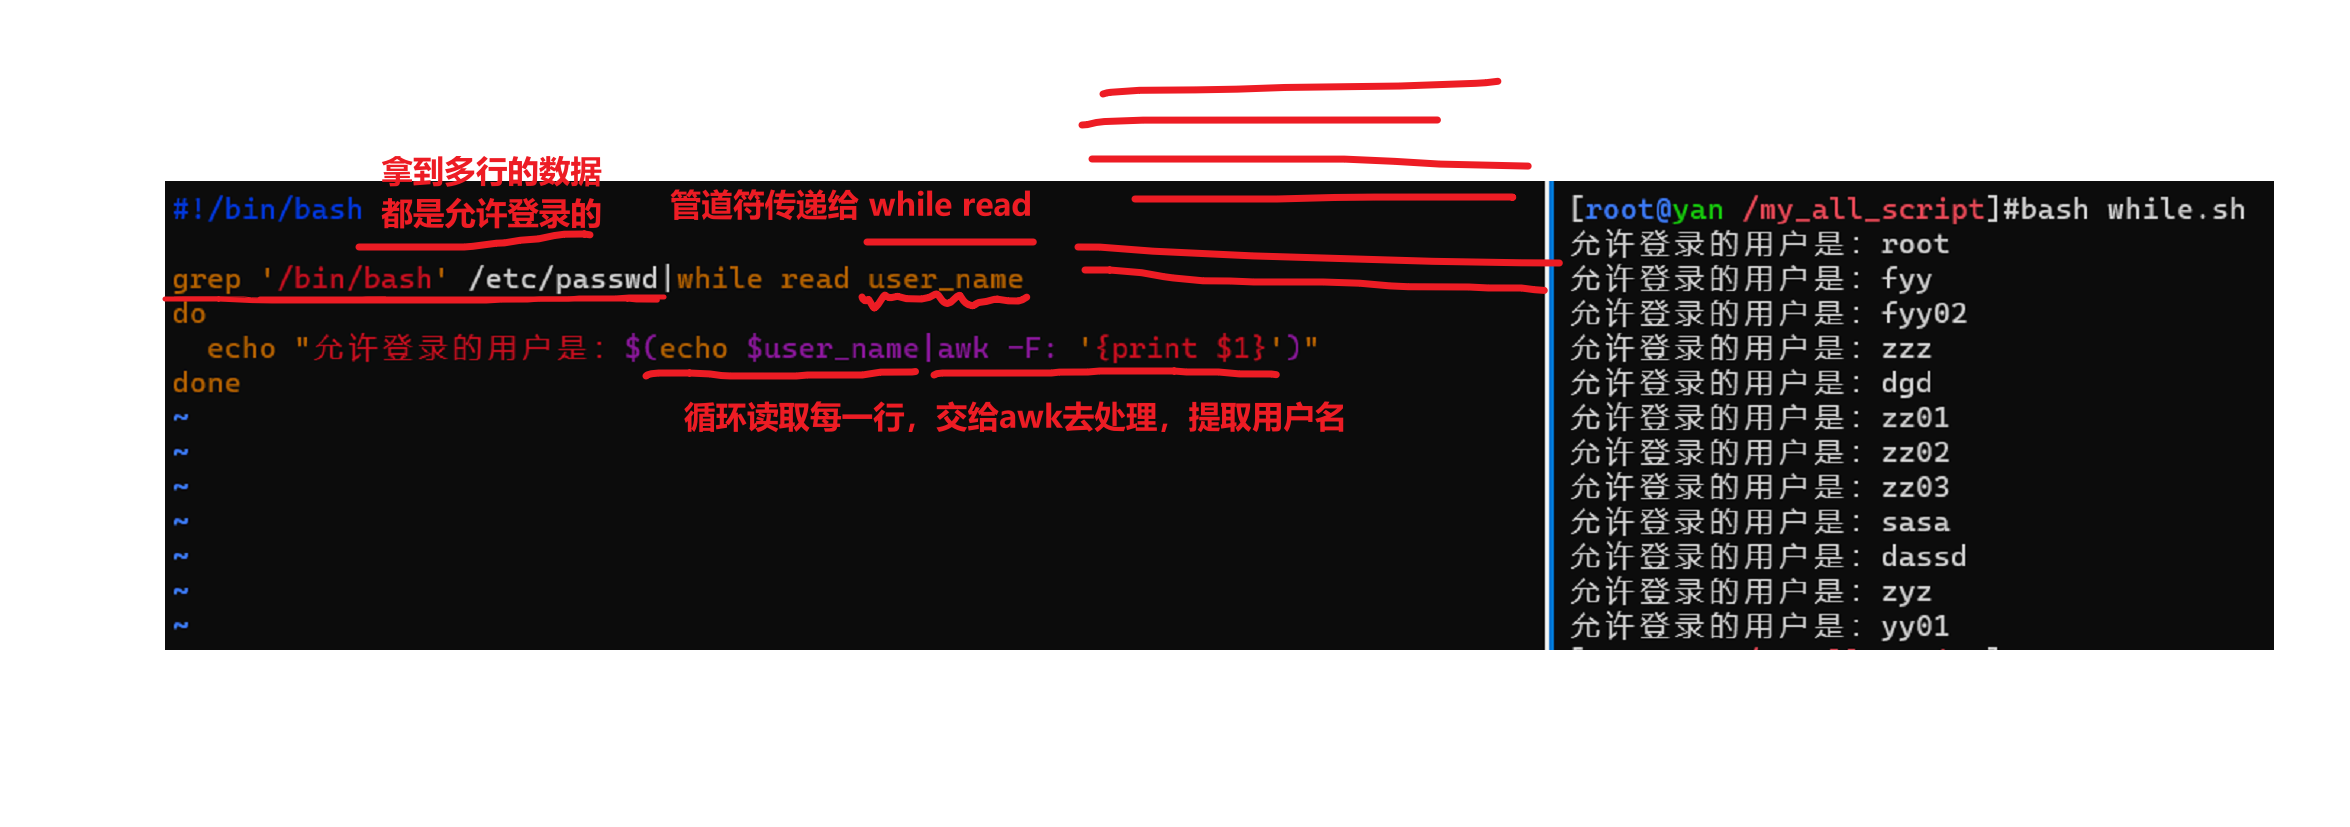 拿到多行的数据
都是允许登录的
管道符传递给 while read
#!/bin/bash
grep '/bin/bash' /etc/passwd|while read user_name
do
echo "允许登录的用户是：$(echo $user_name|awk -F: '{print $1}')"
done
循环读取每一行，交给awk去处理，提取用户名
~
~
~
~
~
~
~
[root@yan /my_all_script]#bash while.sh
允许登录的用户是：root
允许登录的用户是：fyy
允许登录的用户是：fyy02
允许登录的用户是：zzz
允许登录的用户是：dgd
允许登录的用户是：zz01
允许登录的用户是：zz02
允许登录的用户是：zz03
允许登录的用户是：sasa
允许登录的用户是：dassd
允许登录的用户是：zyz
允许登录的用户是：yy01